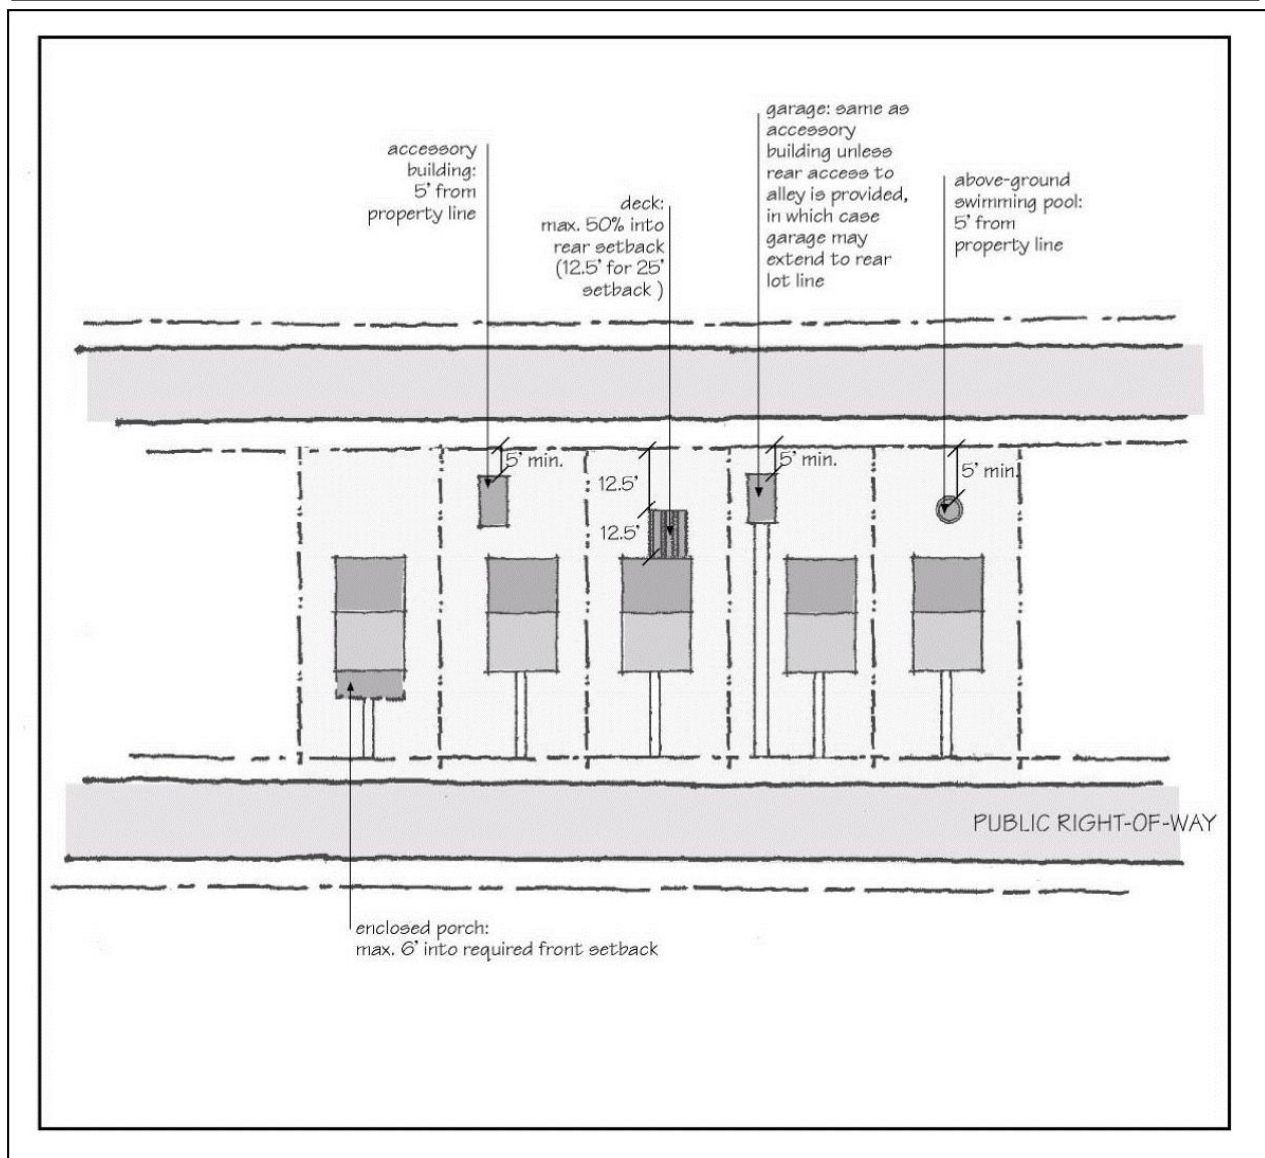 accessory
building:
5' from
property line
deck:
max. 50% into
rear setback
(12.5' for 25'
setback )
garage: same as
accessory
building unless
rear access to
alley is provided,
in which case
garage may
extend to rear
lot line
above-ground
swimming pool:
5' from
property line
5' min.
12.5'
12.5'
5' min.
5' min.
PUBLIC RIGHT-OF-WAY
enclosed porch:
max. 6' into required front setback